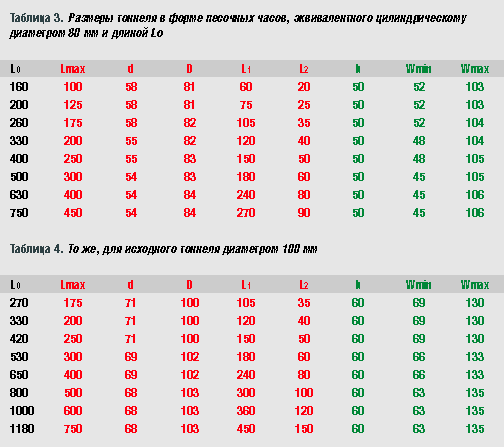 Таблица 3. Размеры тоннеля в форме песочных часов, эквивалентного цилиндрическому
диаметром 80 мм и длиной Lo
L0 Lmax d D L1 L2 k Wmin Wmax
160 100 58 81 60 20 50 52 103
200 125 58 81 75 25 50 52 103
260 175 58 82 105 35 50 52 104
330 200 55 82 120 40 50 48 104
400 250 55 83 150 50 50 48 105
500 300 54 83 180 60 50 45 105
630 400 54 84 240 80 50 45 106
750 450 54 84 270 90 50 45 106
Таблица 4. То же, для исходного тоннеля диаметром 100 мм
L0 Lmax d D L1 L2 k Wmin Wmax
270 175 71 100 105 35 60 69 130
330 200 71 100 120 40 60 69 130
420 250 71 100 150 50 60 69 130
530 300 69 102 180 60 60 66 133
650 400 69 102 240 80 60 66 133
800 500 68 103 300 100 60 63 135
1000 600 68 103 360 120 60 63 135
1180 750 68 103 450 150 60 63 135